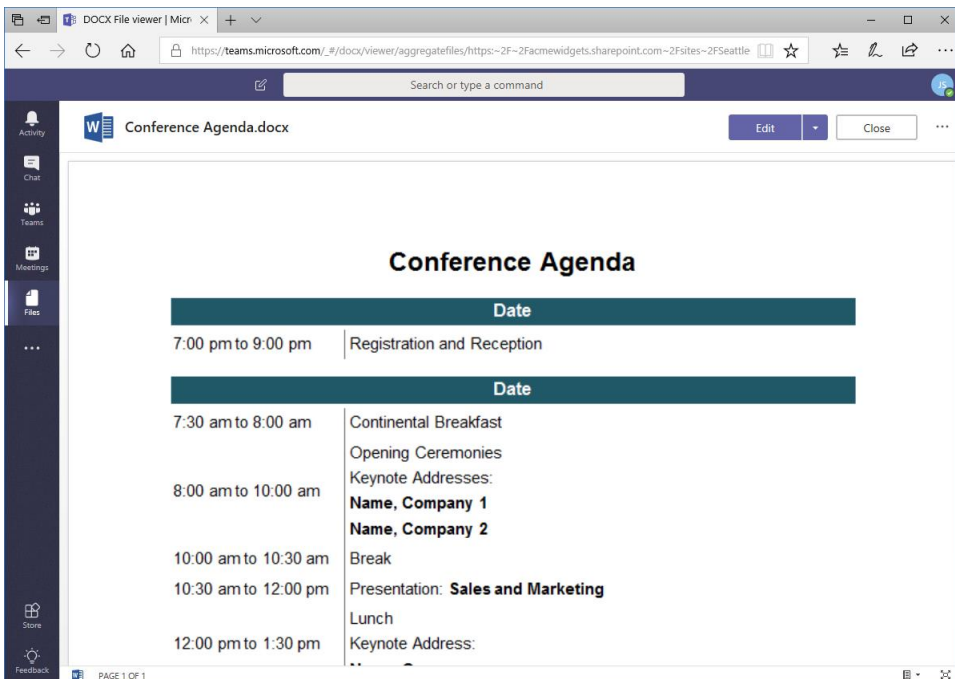 DOCX File viewer | Micr
https://teams.microsoft.com/_#/docx/viewer/aggregatefiles/https:~2F~2Facmewidgets.sharepoint.com~2Fsites~2FSeattle
Search or type a command
JS
Activity
Chat
Teams
Meetings
Files
Store
Feedback
W
Conference Agenda.docx
Edit
Close
Conference Agenda
Date
7:00 pm to 9:00 pm Registration and Reception
Date
7:30 am to 8:00 am Continental Breakfast
8:00 am to 10:00 am Opening Ceremonies
Keynote Addresses:
Name, Company 1
Name, Company 2
10:00 am to 10:30 am Break
10:30 am to 12:00 pm Presentation: Sales and Marketing
12:00 pm to 1:30 pm Lunch
Keynote Address:
PAGE 1 OF 1